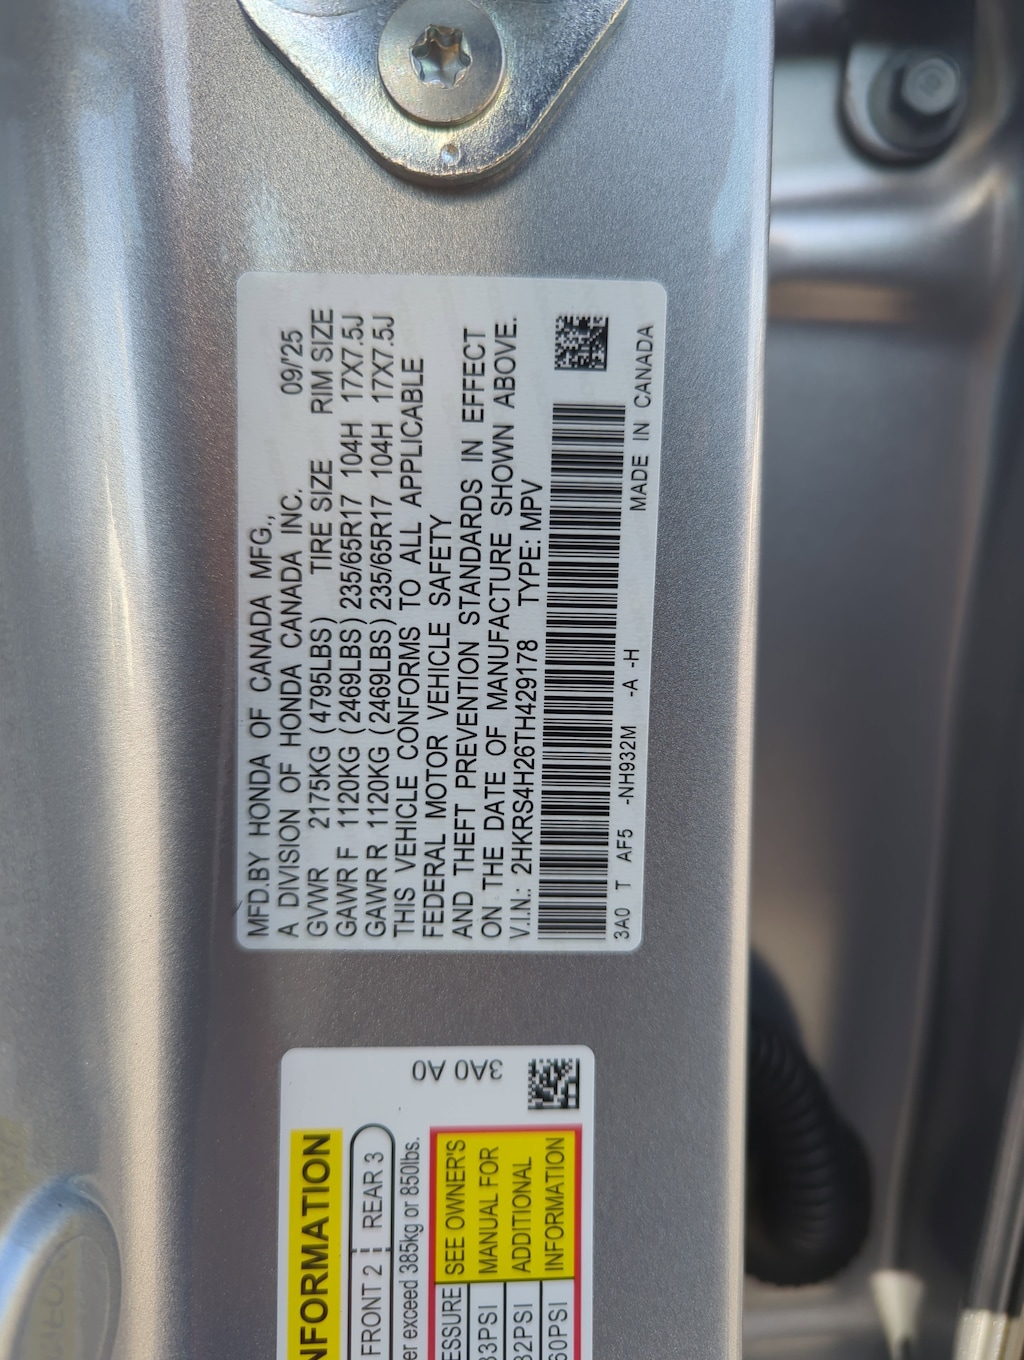 MFD.BY HONDA OF CANADA MFG.,
A DIVISION OF HONDA CANADA INC. 09/'25
GVWR 2175KG (4795LBS) TIRE SIZE RIM SIZE
GAWR F 1120KG (2469LBS) 235/65R17 104H 17X7.5J
GAWR R 1120KG (2469LBS) 235/65R17 104H 17X7.5J
THIS VEHICLE CONFORMS TO ALL APPLICABLE
FEDERAL MOTOR VEHICLE SAFETY
AND THEFT PREVENTION STANDARDS IN EFFECT
ON THE DATE OF MANUFACTURE SHOWN ABOVE.
V.I.N.: 2HKRS4H26TH429178 TYPE: MPV
3A0 T AF5 -NH932M -A -H MADE IN CANADA
3A0 A0
NFORMATION
FRONT 2 REAR 3
er exceed 385kg or 850lbs.
ESSURE SEE OWNER'S
33PSI MANUAL FOR
32PSI ADDITIONAL
60PSI INFORMATION